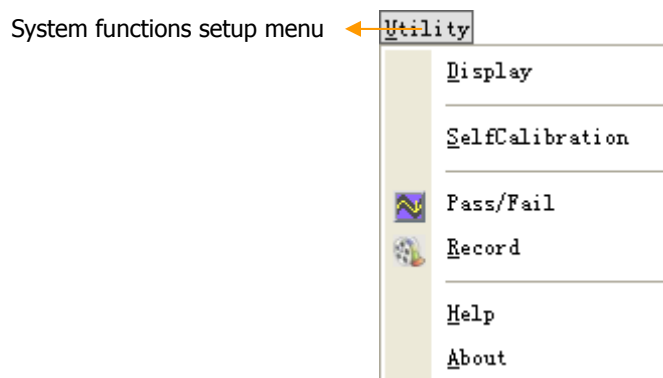 System functions setup menu
Utility
Display
SelfCalibration
Pass/Fail
Record
Help
About